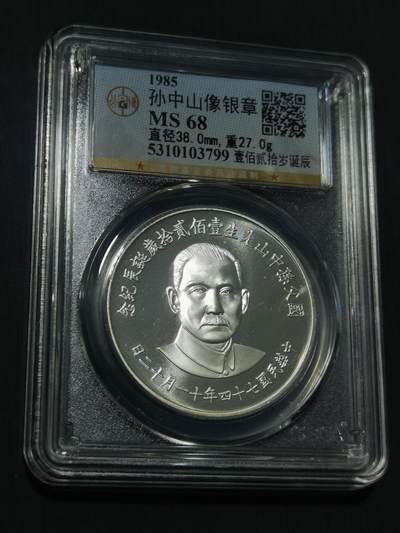 1985
孙中山像银章
MS 68
直径38.0mm,重27.0g
5310103799 壹佰贰拾岁诞辰
國父孫中山先生壹佰貳拾歲誕辰紀念
中華民國七十四年十一月十二日